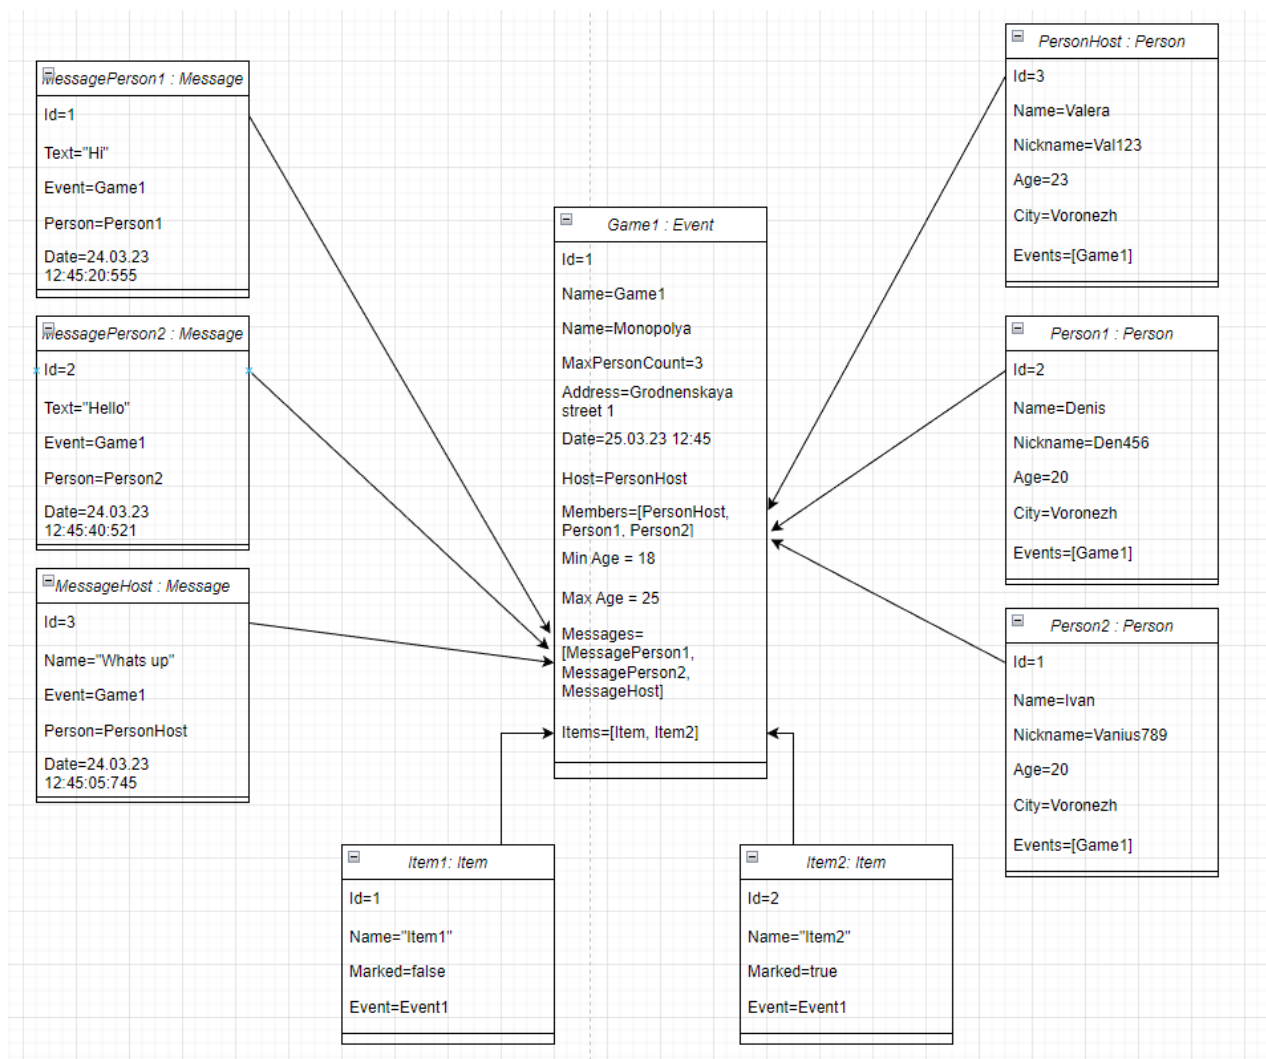 MessagePerson1 : Message
Id=1
Text="Hi"
Event=Game1
Person=Person1
Date=24.03.23
12:45:20:555
MessagePerson2 : Message
Id=2
Text="Hello"
Event=Game1
Person=Person2
Date=24.03.23
12:45:40:521
MessageHost : Message
Id=3
Name="Whats up"
Event=Game1
Person=PersonHost
Date=24.03.23
12:45:05:745
Game1 : Event
Id=1
Name=Game1
Name=Monopolya
MaxPersonCount=3
Address=Grodnenskaya
street 1
Date=25.03.23 12:45
Host=PersonHost
Members=[PersonHost,
Person1, Person2]
Min Age = 18
Max Age = 25
Messages=
[MessagePerson1,
MessagePerson2,
MessageHost]
Items=[Item, Item2]
PersonHost : Person
Id=3
Name=Valera
Nickname=Val123
Age=23
City=Voronezh
Events=[Game1]
Person1 : Person
Id=2
Name=Denis
Nickname=Den456
Age=20
City=Voronezh
Events=[Game1]
Person2 : Person
Id=1
Name=Ivan
Nickname=Vanius789
Age=20
City=Voronezh
Events=[Game1]
Item1: Item
Id=1
Name="Item1"
Marked=false
Event=Event1
Item2: Item
Id=2
Name="Item2"
Marked=true
Event=Event1